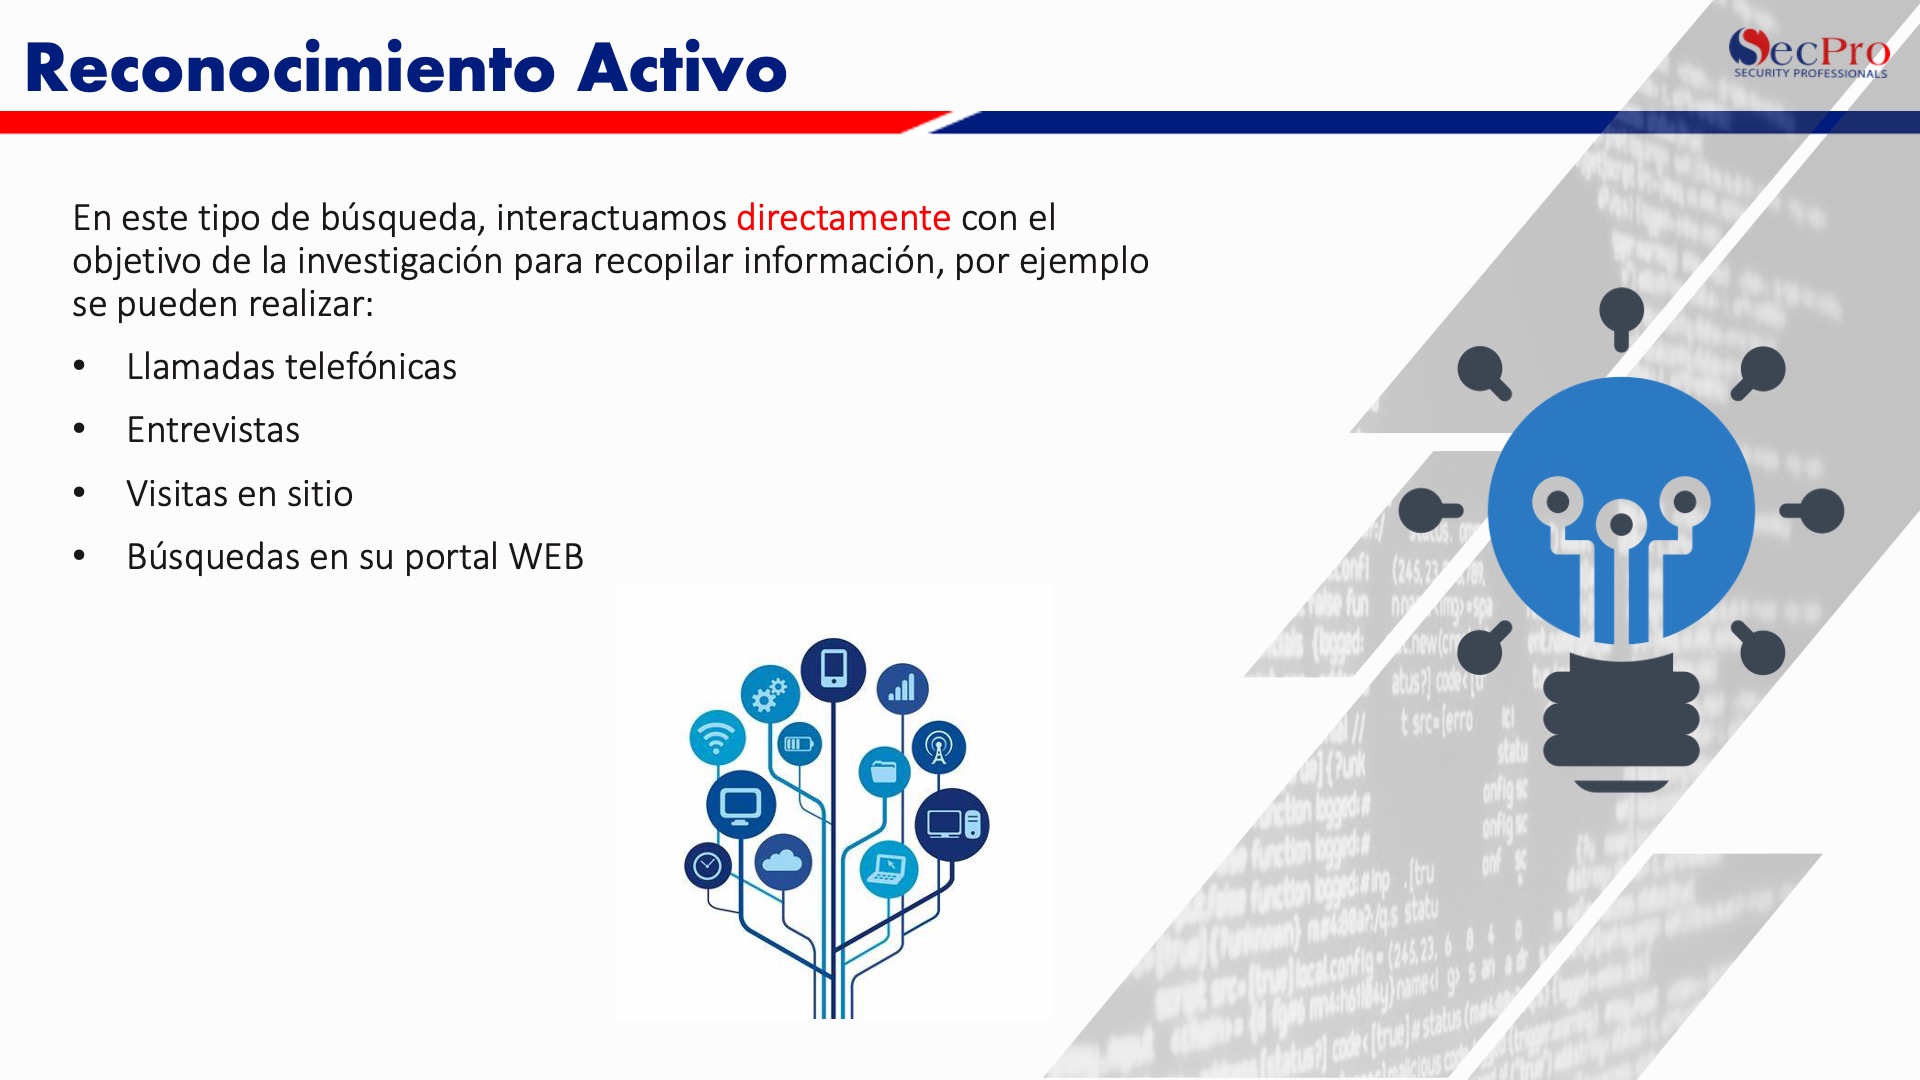 Reconocimiento Activo
SecPro
SECURITY PROFESSIONALS
En este tipo de búsqueda, interactuamos directamente con el
objetivo de la investigación para recopilar información, por ejemplo
se pueden realizar:
• Llamadas telefónicas
• Entrevistas
• Visitas en sitio
• Búsquedas en su portal WEB